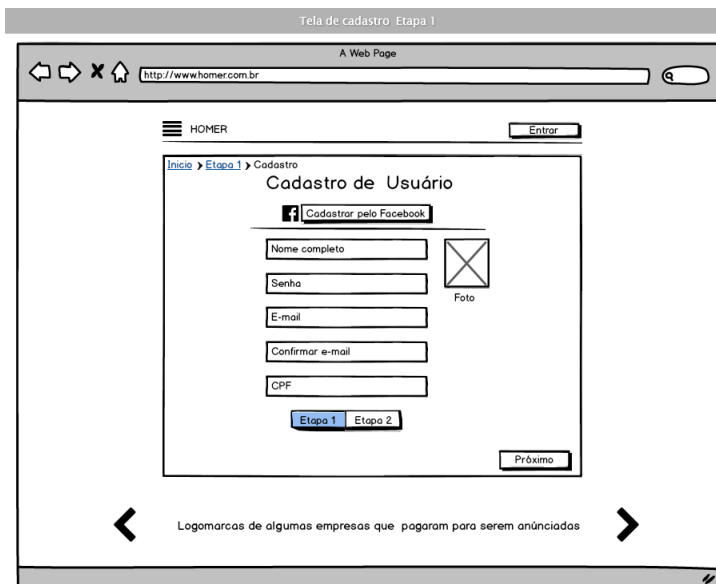 Tela de cadastro Etapa 1
A Web Page
http://www.homer.com.br
HOMER
Entrar
Inicio > Etapa 1 > Cadastro
Cadastro de Usuário
f Cadastrar pelo Facebook
Nome completo
Senha
Foto
E-mail
Confirmar e-mail
CPF
Etapa 1 Etapa 2
Próximo
Logomarcas de algumas empresas que pagaram para serem anúnciadas